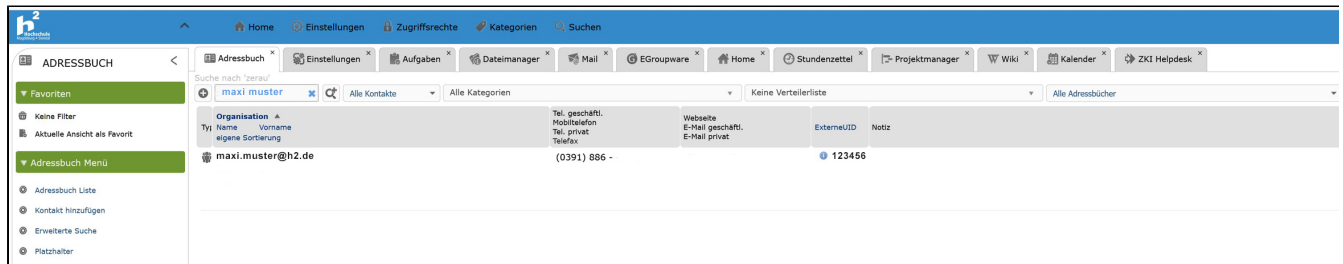 h2
Hochschule
Magdeburg • Stendal
Home Einstellungen Zugriffsrechte Kategorien Suchen
ADRESSBUCH <
Adressbuch × Einstellungen × Aufgaben × Dateimanager × Mail × EGroupware × Home × Stundenzettel × Projektmanager × Wiki × Kalender × ZKI Helpdesk ×
Suche nach 'zerau'
maxi muster × Alle Kontakte Alle Kategorien Keine Verteilerliste Alle Adressbücher
Favoriten
Keine Filter
Aktuelle Ansicht als Favorit
Adressbuch Menü
Adressbuch Liste
Kontakt hinzufügen
Erweiterte Suche
Platzhalter
Typ
Organisation
Name Vorname
eigene Sortierung
Tel. geschäftl.
Mobiltelefon
Tel. privat
Telefax
Webseite
E-Mail geschäftl.
E-Mail privat
ExterneUID
Notiz
maxi.muster@h2.de (0391) 886 - 123456